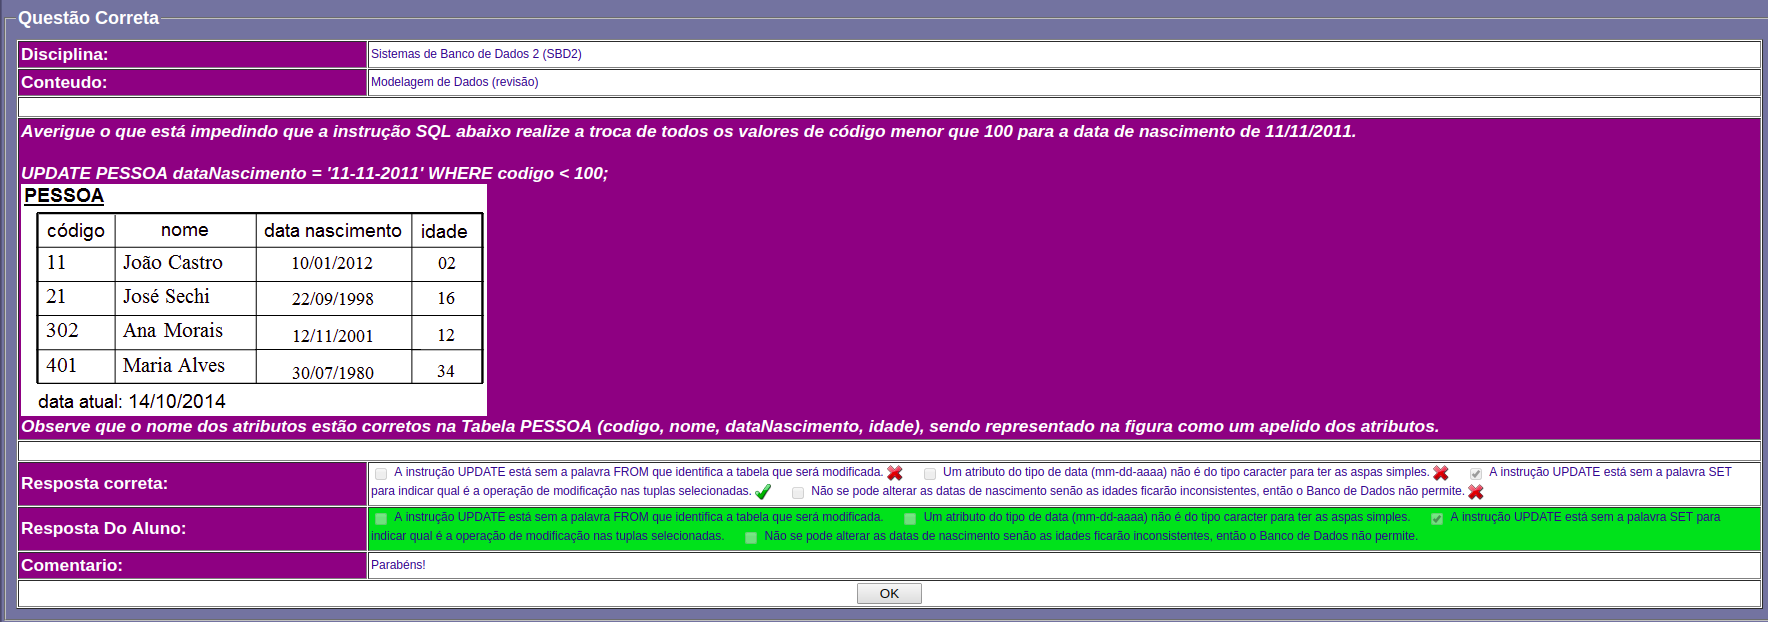 Questão Correta
Disciplina: Sistemas de Banco de Dados 2 (SBD2)
Conteudo: Modelagem de Dados (revisão)
Averigue o que está impedindo que a instrução SQL abaixo realize a troca de todos os valores de código menor que 100 para a data de nascimento de 11/11/2011.
UPDATE PESSOA dataNascimento = '11-11-2011' WHERE codigo < 100;
PESSOA
código nome data nascimento idade
11 João Castro 10/01/2012 02
21 José Sechi 22/09/1998 16
302 Ana Morais 12/11/2001 12
401 Maria Alves 30/07/1980 34
data atual: 14/10/2014
Observe que o nome dos atributos estão corretos na Tabela PESSOA (codigo, nome, dataNascimento, idade), sendo representado na figura como um apelido dos atributos.
Resposta correta:
A instrução UPDATE está sem a palavra FROM que identifica a tabela que será modificada. Um atributo do tipo de data (mm-dd-aaaa) não é do tipo caracter para ter as aspas simples. A instrução UPDATE está sem a palavra SET
para indicar qual é a operação de modificação nas tuplas selecionadas. Não se pode alterar as datas de nascimento senão as idades ficarão inconsistentes, então o Banco de Dados não permite.
Resposta Do Aluno:
A instrução UPDATE está sem a palavra FROM que identifica a tabela que será modificada. Um atributo do tipo de data (mm-dd-aaaa) não é do tipo caracter para ter as aspas simples. A instrução UPDATE está sem a palavra SET para
indicar qual é a operação de modificação nas tuplas selecionadas. Não se pode alterar as datas de nascimento senão as idades ficarão inconsistentes, então o Banco de Dados não permite.
Comentario: Parabéns!
OK